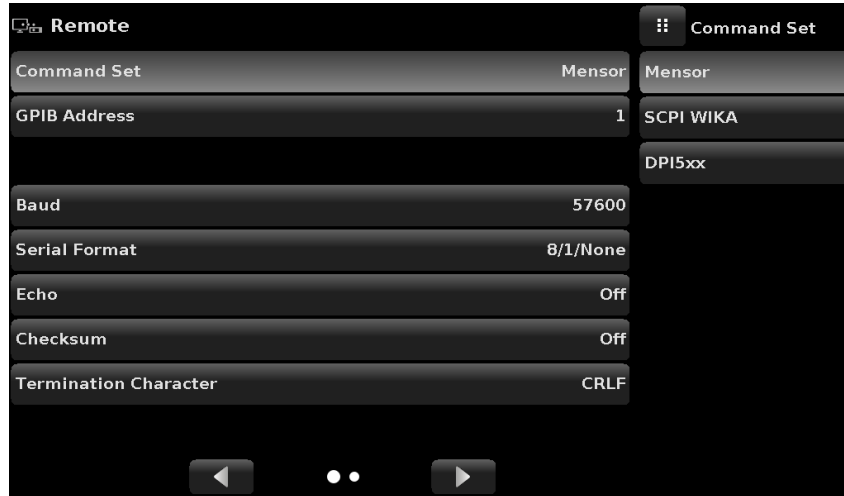 Remote
Command Set Mensor
GPIB Address 1
Baud 57600
Serial Format 8/1/None
Echo Off
Checksum Off
Termination Character CRLF
Command Set
Mensor
SCPI WIKA
DPI5xx